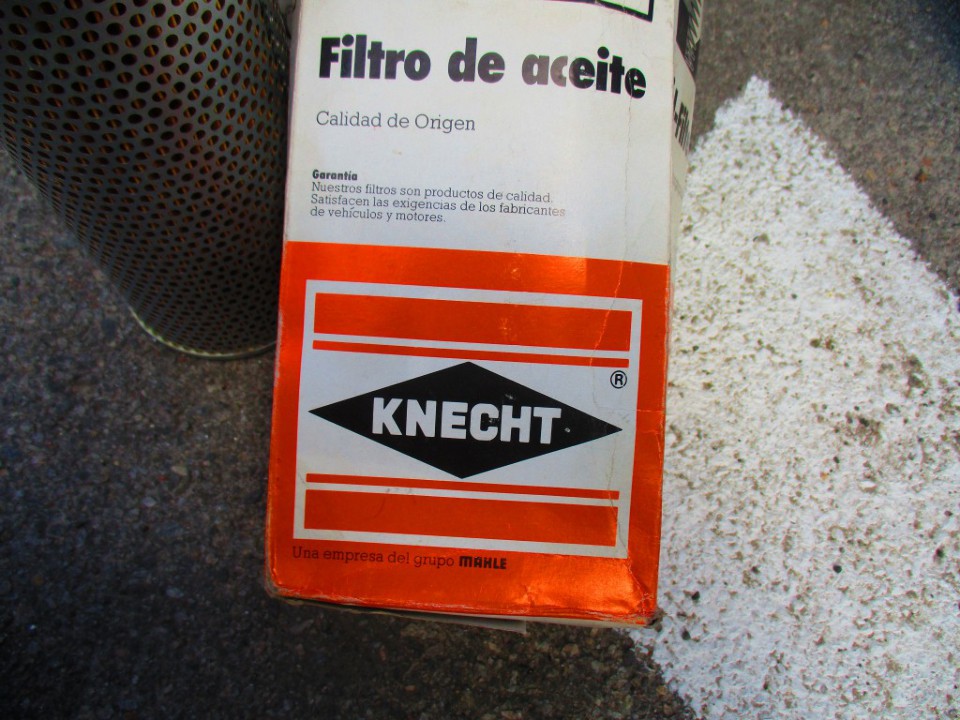 Filtro de aceite
Calidad de Origen
Garantía
Nuestros filtros son productos de calidad.
Satisfacen las exigencias de los fabricantes
de vehículos y motores.
®
KNECHT
Una empresa del grupo MAHLE